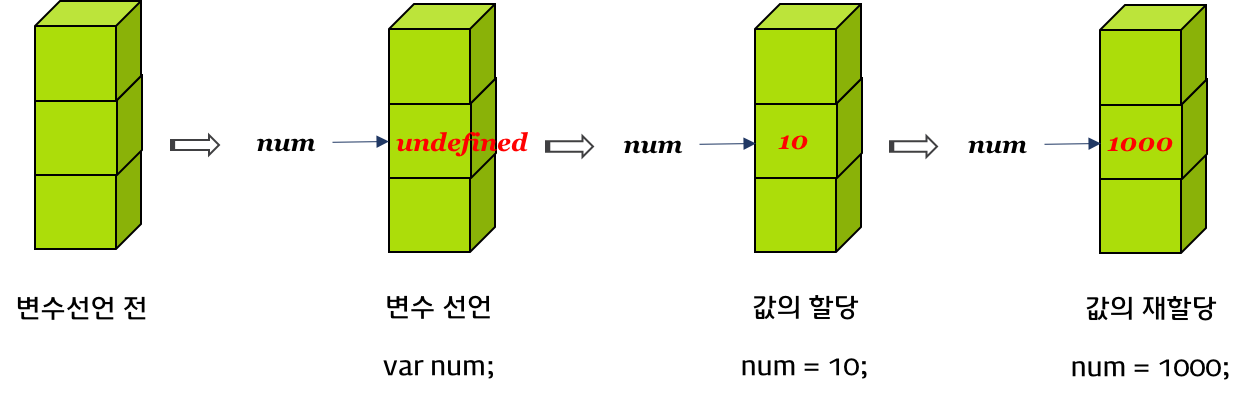 num
undefined
num
10
num
1000
변수선언 전
변수 선언
값의 할당
값의 재할당
var num;
num = 10;
num = 1000;